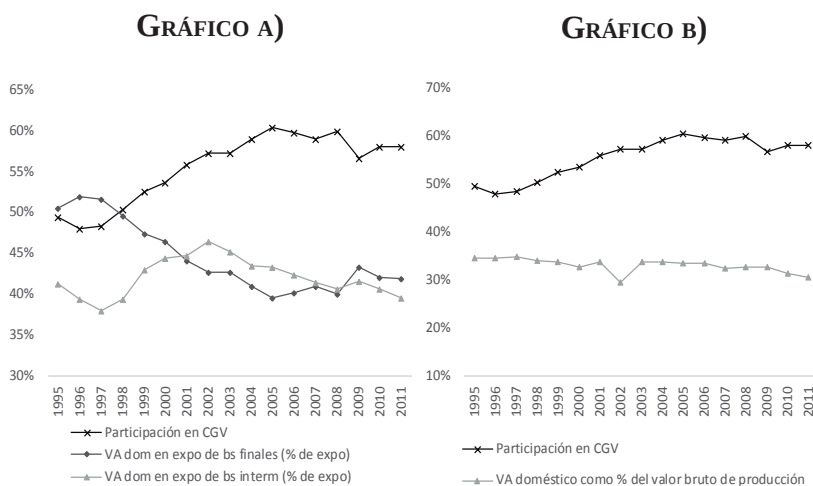 GRÁFICO A)
65%
60%
55%
50%
45%
40%
35%
30%
1995 1996 1997 1998 1999 2000 2001 2002 2003 2004 2005 2006 2007 2008 2009 2010 2011
Participación en CGV
VA dom en expo de bs finales (% de expo)
VA dom en expo de bs interm (% de expo)
GRÁFICO B)
70%
60%
50%
40%
30%
20%
10%
1995 1996 1997 1998 1999 2000 2001 2002 2003 2004 2005 2006 2007 2008 2009 2010 2011
Participación en CGV
VA doméstico como % del valor bruto de producción